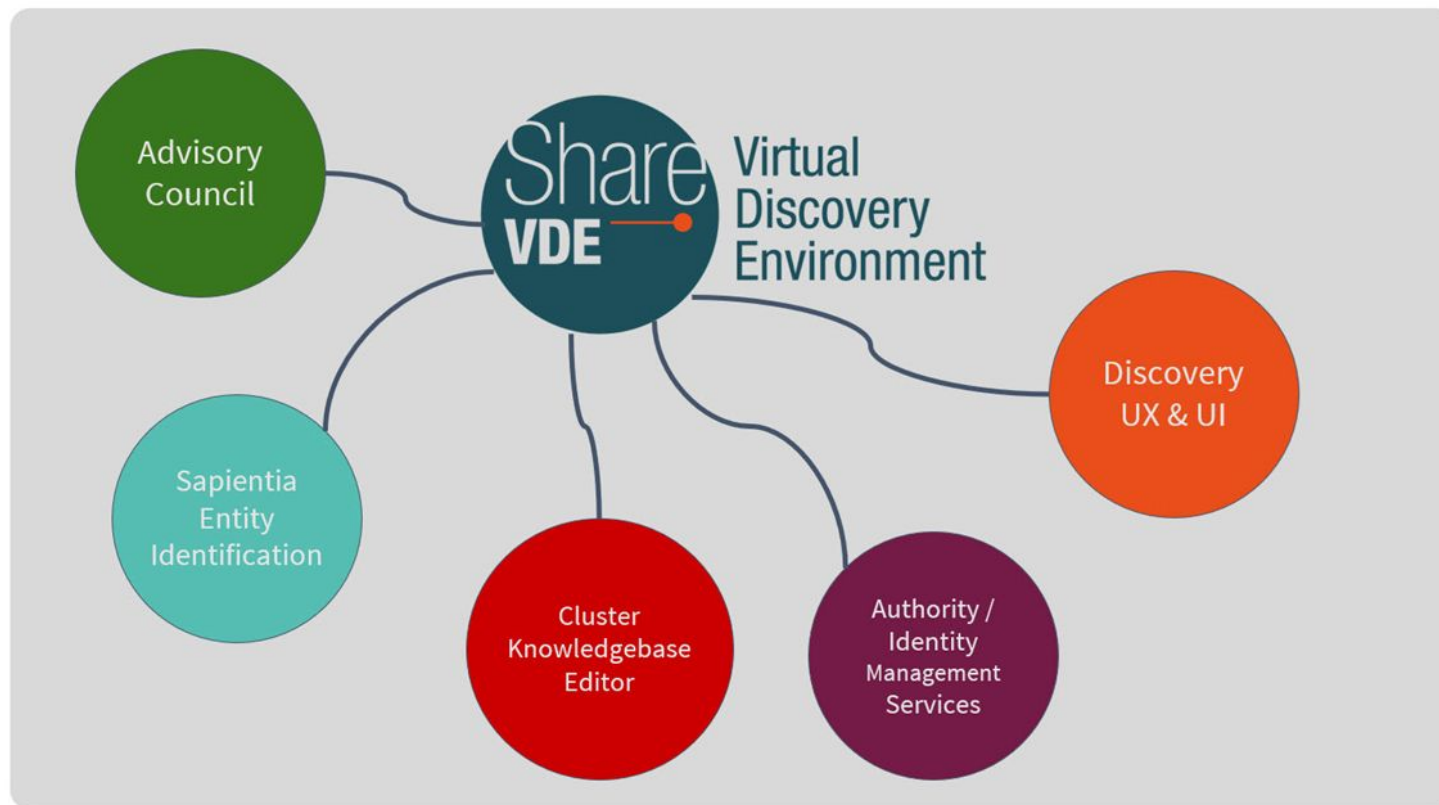 Advisory
Council
Share
VDE
Virtual
Discovery
Environment
Discovery
UX & UI
Sapientia
Entity
Identification
Cluster
Knowledgebase
Editor
Authority /
Identity
Management
Services